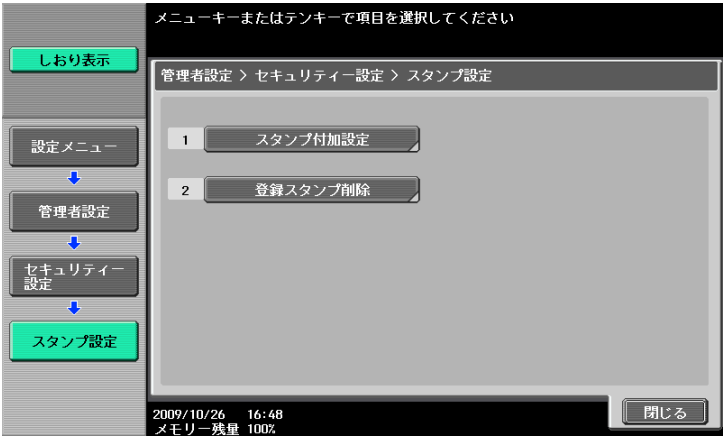 メニューキーまたはテンキーで項目を選択してください
しおり表示
管理者設定 > セキュリティー設定 > スタンプ設定
1 スタンプ付加設定
2 登録スタンプ削除
設定メニュー
管理者設定
セキュリティー
設定
スタンプ設定
2009/10/26 16:48
メモリー残量 100%
閉じる